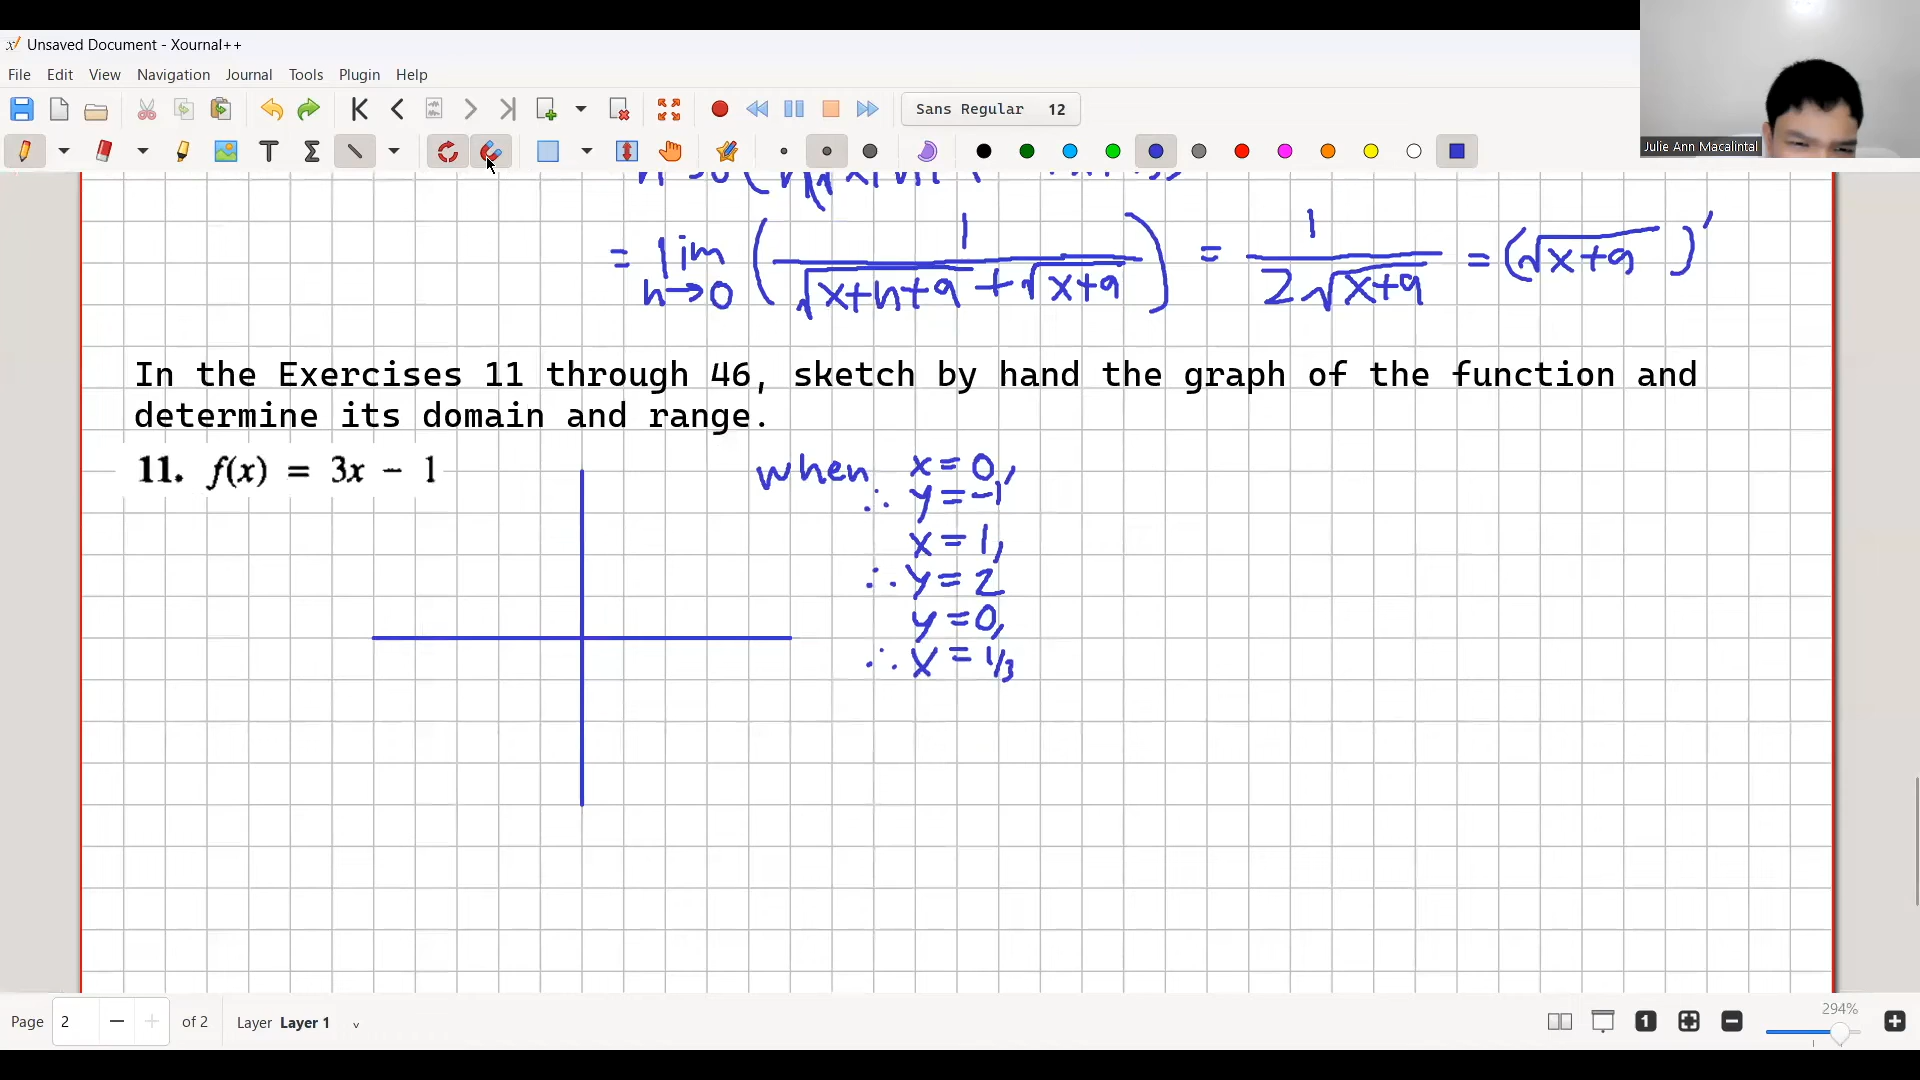 Unsaved Document - Xournal++
File Edit View Navigation Journal Tools Plugin Help
Sans Regular 12
Julie Ann Macalintal
= lim h→0 ( 1 / (√x+h+9 + √x+9) ) = 1 / (2√x+9) = (√x+9)'
In the Exercises 11 through 46, sketch by hand the graph of the function and
determine its domain and range.
11. f(x) = 3x − 1
when x = 0,
∴ y = -1
x = 1,
∴ y = 2
y = 0,
∴ x = 1/3
Page 2 of 2 Layer Layer 1
294%